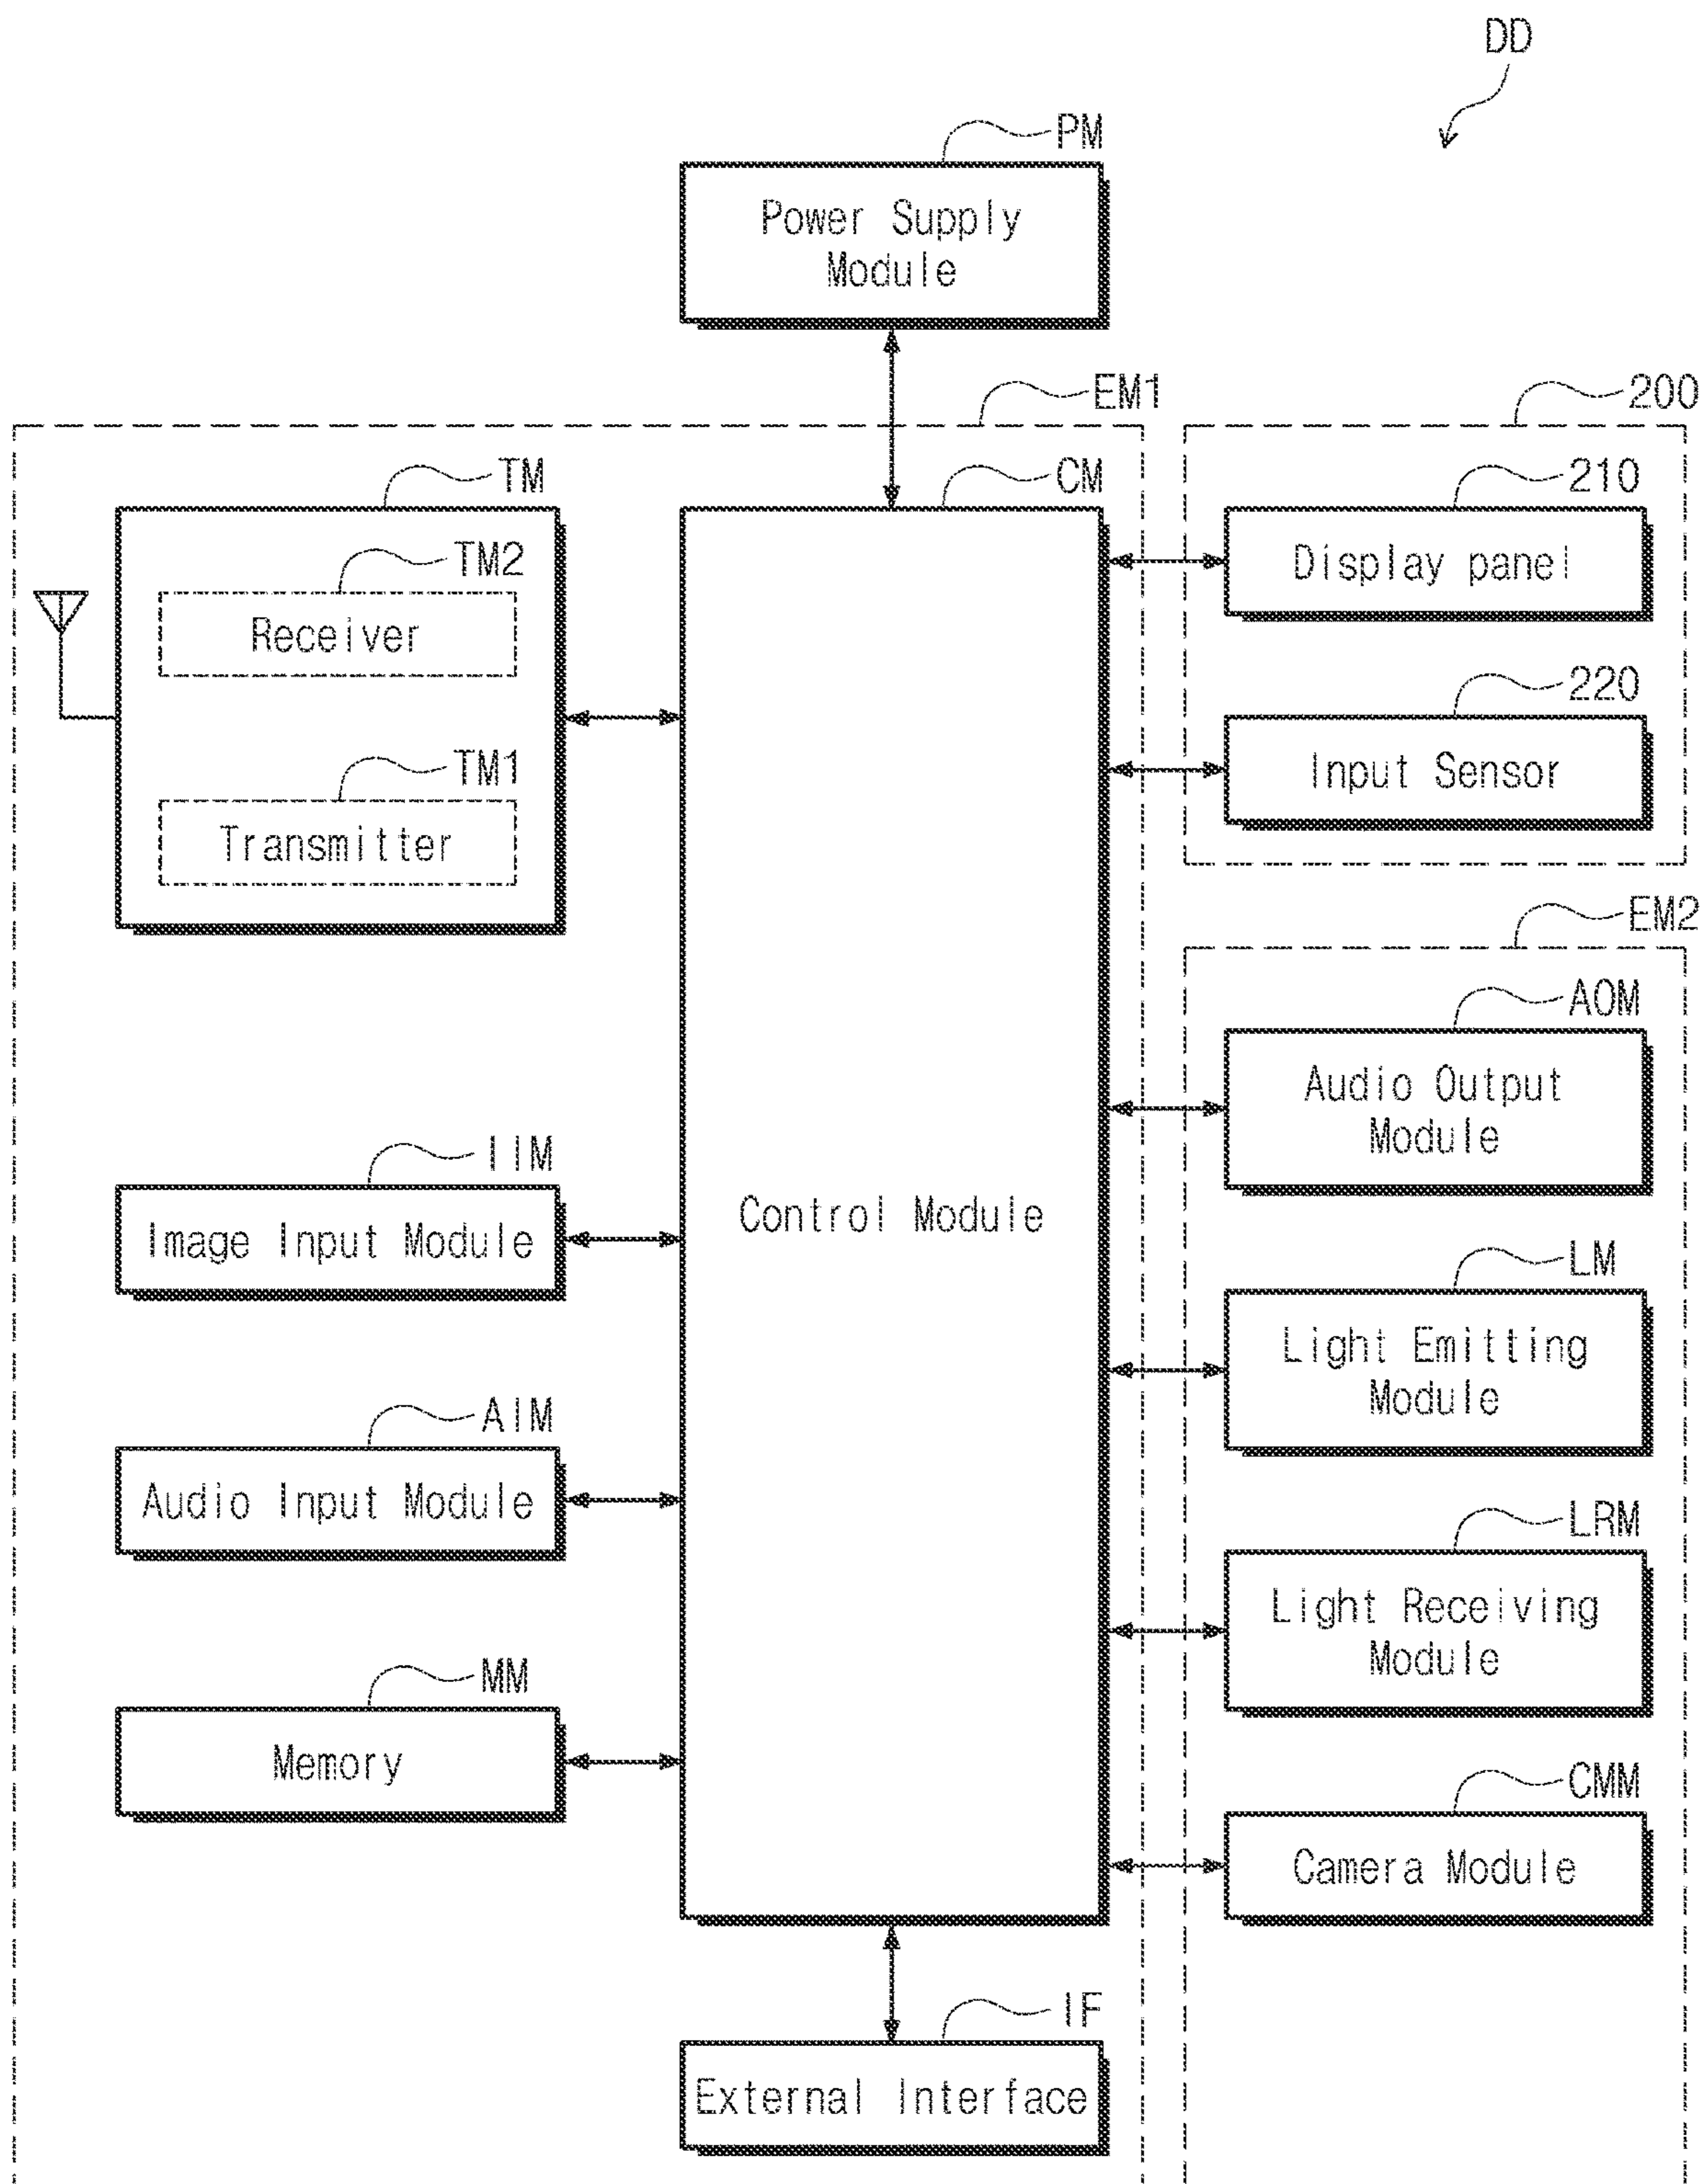 DD
PM
Power Supply
Module
EM1
200
TM
CM
210
TM2
Display panel
Receiver
220
TM1
Input Sensor
Transmitter
EM2
AOM
Audio Output
Module
IIM
Image Input Module
Control Module
LM
Light Emitting
Module
AIM
Audio Input Module
LRM
Light Receiving
Module
MM
Memory
CMM
Camera Module
IF
External Interface